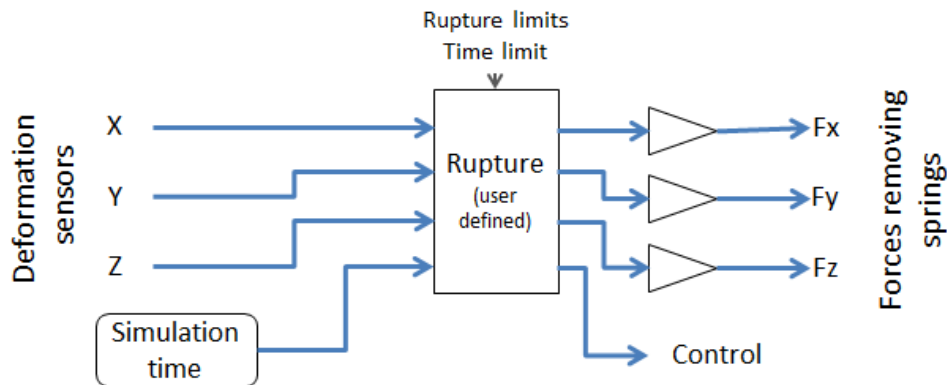 Rupture limits
Time limit
Deformation
sensors
X
Y
Z
Simulation
time
Rupture
(user
defined)
Fx
Fy
Fz
Control
Forces removing
springs